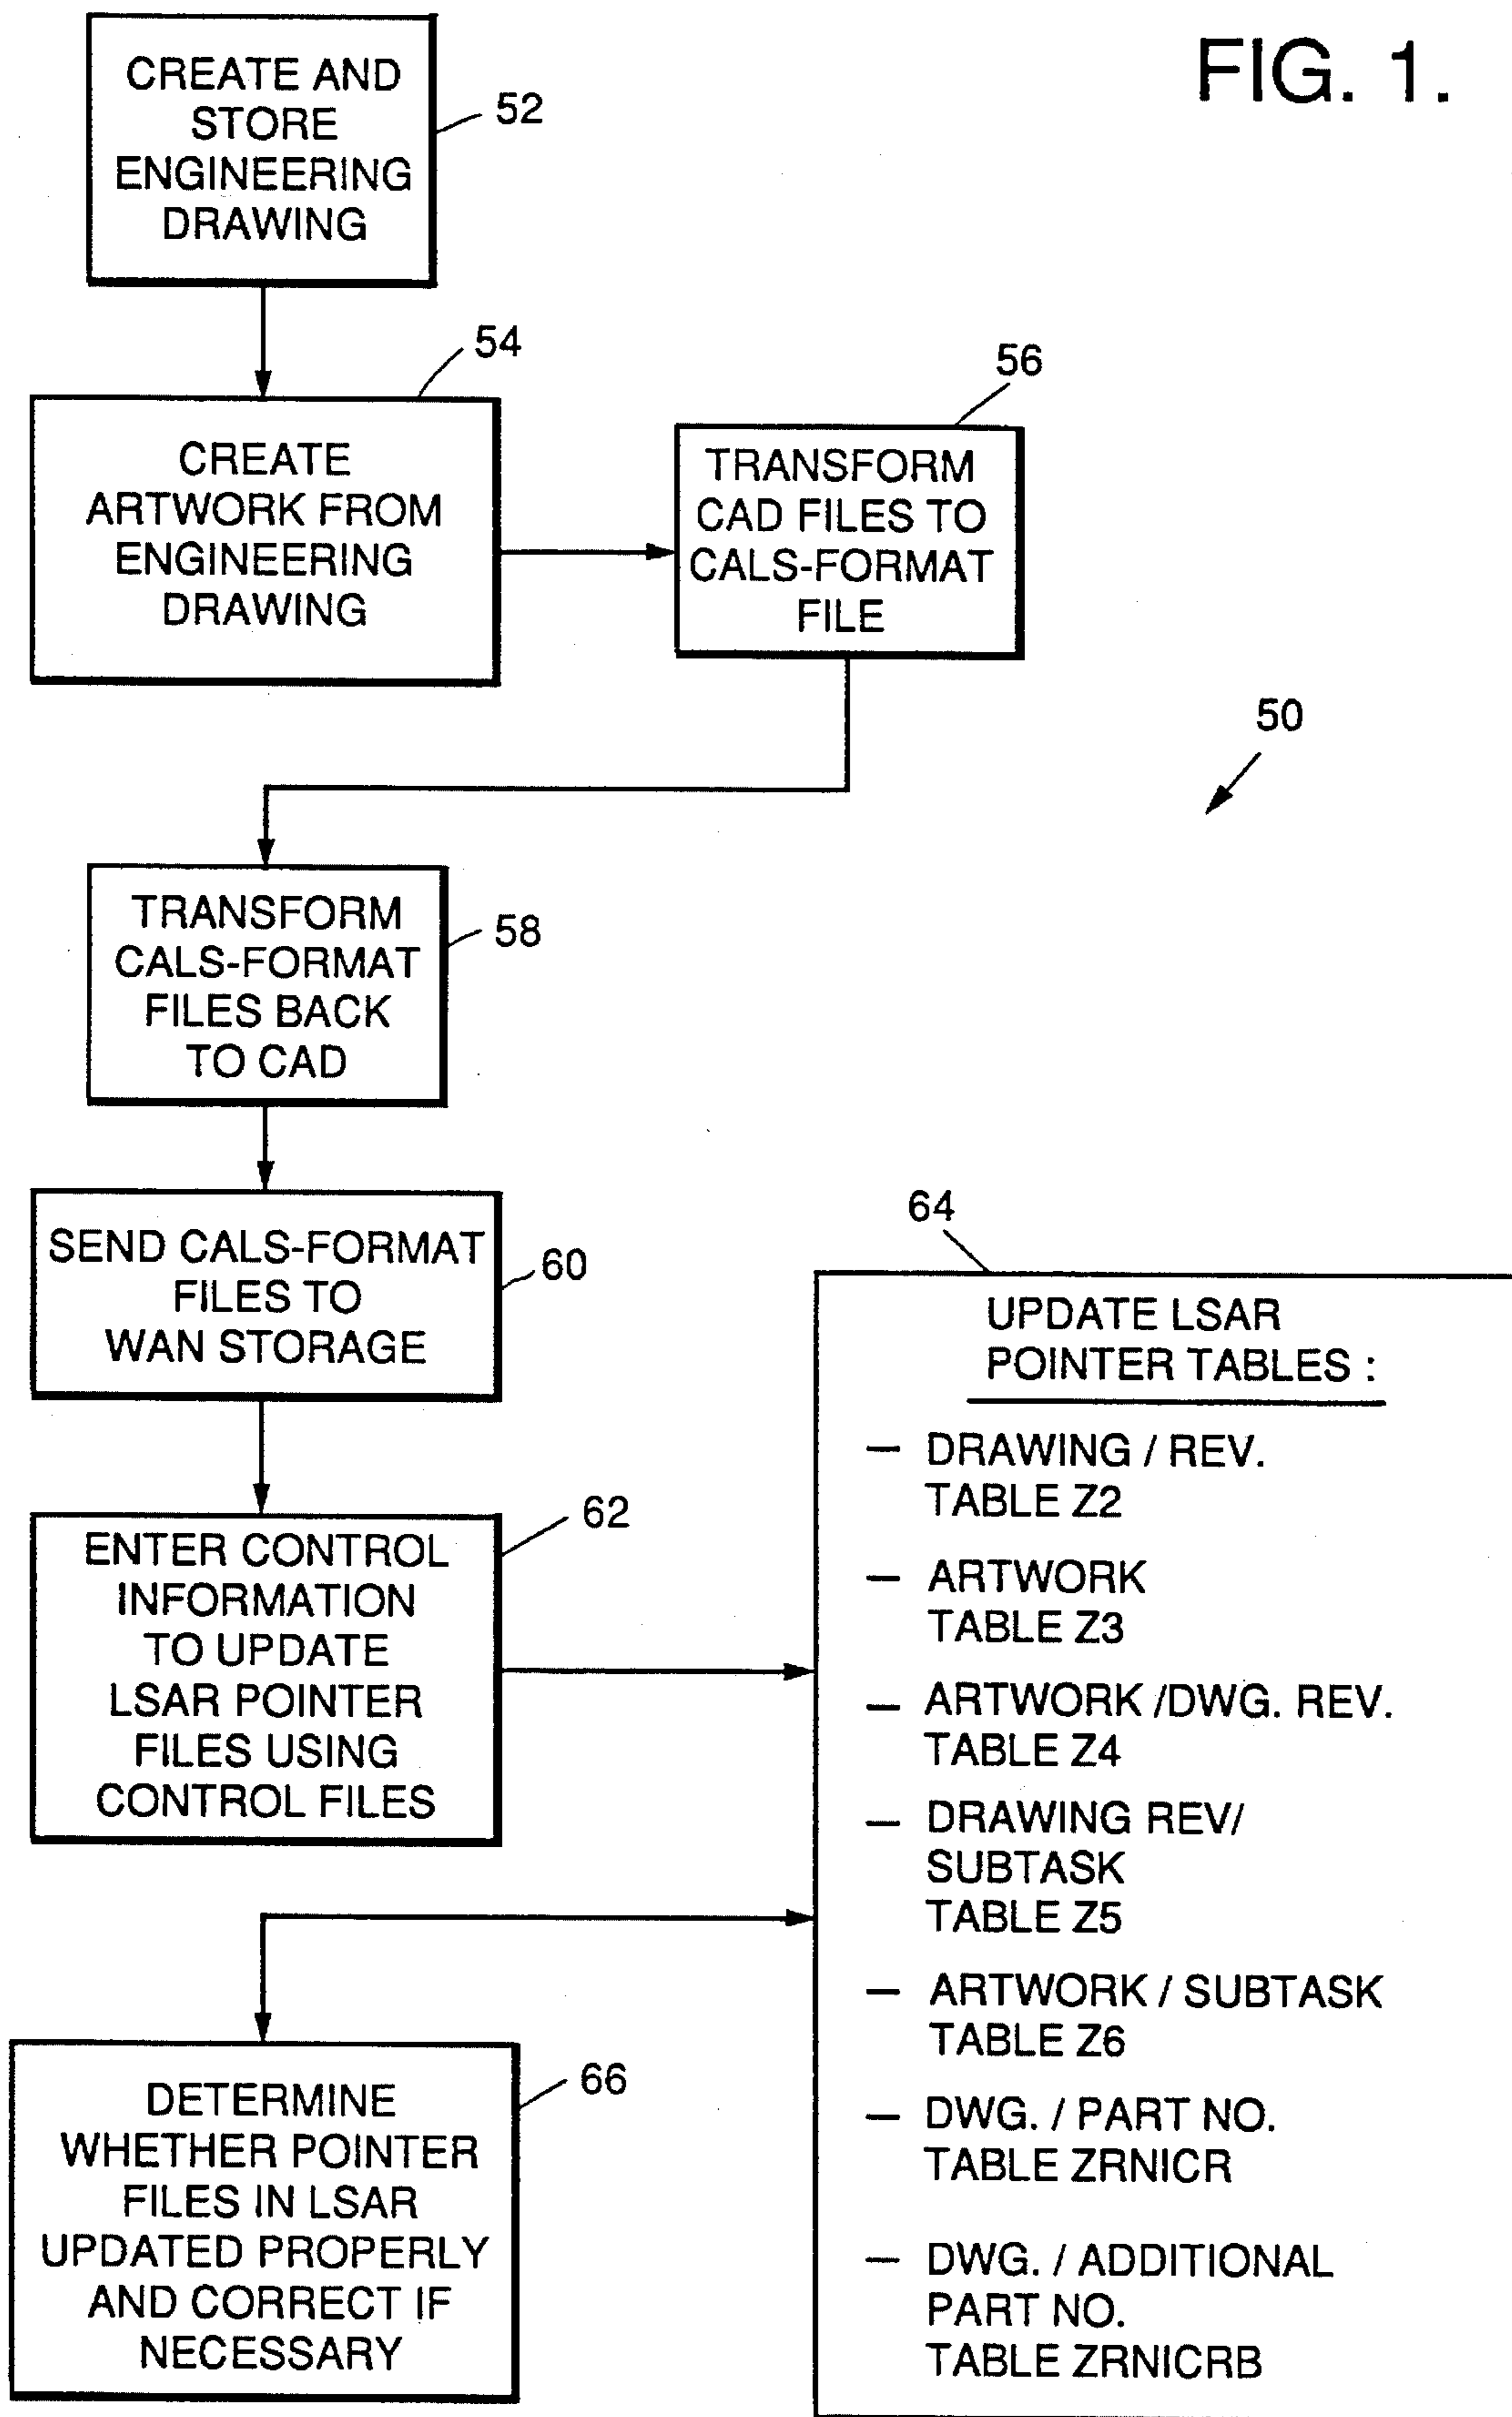 FIG. 1.
CREATE AND
STORE
ENGINEERING
DRAWING
52
54
CREATE
ARTWORK FROM
ENGINEERING
DRAWING
56
TRANSFORM
CAD FILES TO
CALS-FORMAT
FILE
50
TRANSFORM
CALS-FORMAT
FILES BACK
TO CAD
58
SEND CALS-FORMAT
FILES TO
WAN STORAGE
60
ENTER CONTROL
INFORMATION
TO UPDATE
LSAR POINTER
FILES USING
CONTROL FILES
62
64
UPDATE LSAR
POINTER TABLES :
— DRAWING / REV.
TABLE Z2
— ARTWORK
TABLE Z3
— ARTWORK /DWG. REV.
TABLE Z4
— DRAWING REV/
SUBTASK
TABLE Z5
— ARTWORK / SUBTASK
TABLE Z6
— DWG. / PART NO.
TABLE ZRNICR
— DWG. / ADDITIONAL
PART NO.
TABLE ZRNICRB
DETERMINE
WHETHER POINTER
FILES IN LSAR
UPDATED PROPERLY
AND CORRECT IF
NECESSARY
66